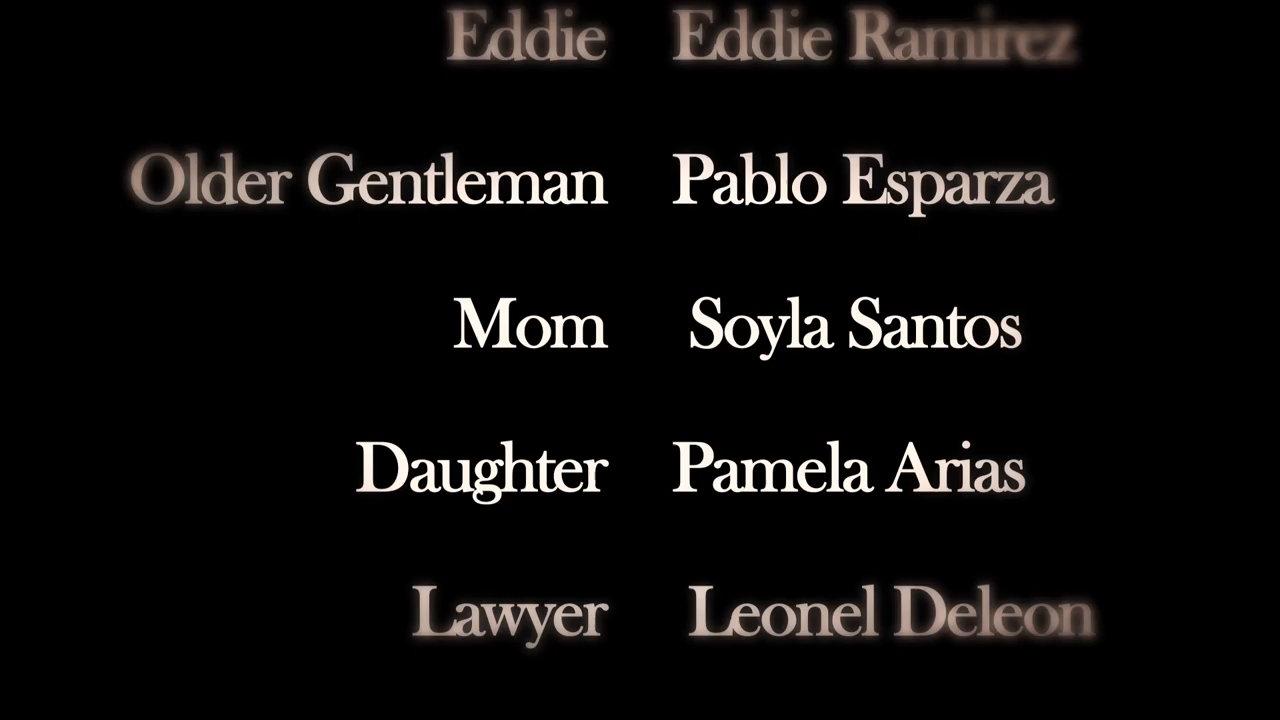 Eddie Eddie Ramirez
Older Gentleman Pablo Esparza
Mom Soyla Santos
Daughter Pamela Arias
Lawyer Leonel Deleon